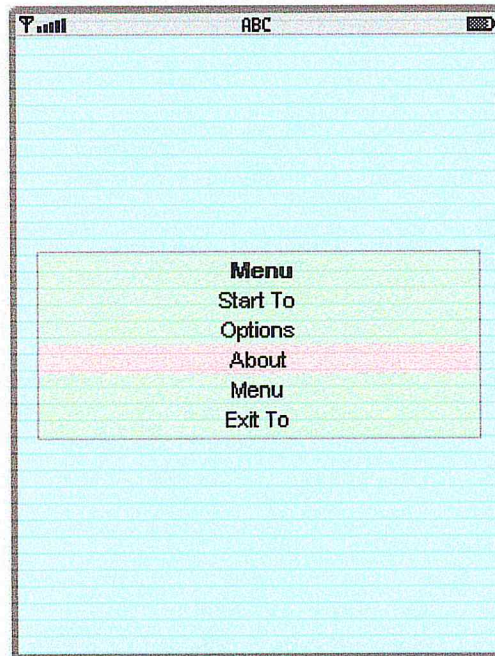 ABC
Menu
Start To
Options
About
Menu
Exit To